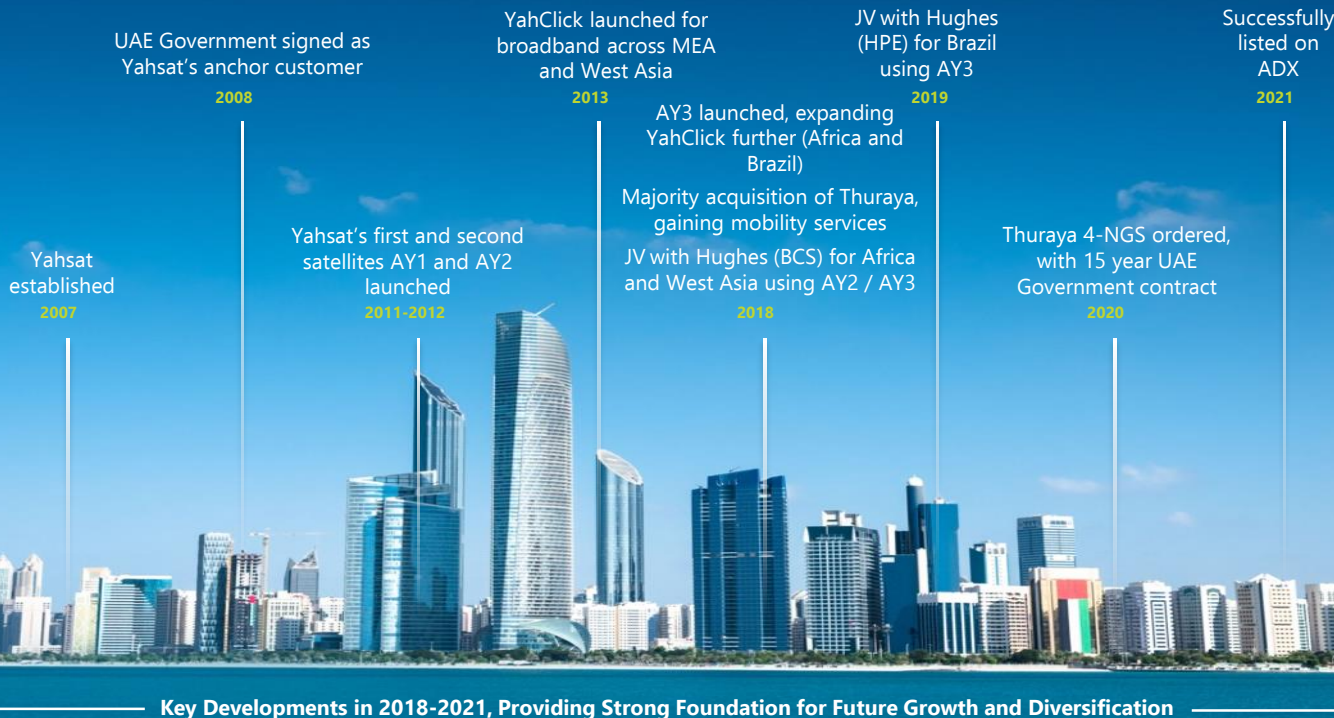 Yahsat
established
2007
UAE Government signed as
Yahsat's anchor customer
2008
Yahsat's first and second
satellites AY1 and AY2
launched
2011-2012
YahClick launched for
broadband across MEA
and West Asia
2013
AY3 launched, expanding
YahClick further (Africa and
Brazil)
Majority acquisition of Thuraya,
gaining mobility services
JV with Hughes (BCS) for Africa
and West Asia using AY2 / AY3
2018
JV with Hughes
(HPE) for Brazil
using AY3
2019
Thuraya 4-NGS ordered,
with 15 year UAE
Government contract
2020
Successfully
listed on
ADX
2021
Key Developments in 2018-2021, Providing Strong Foundation for Future Growth and Diversification